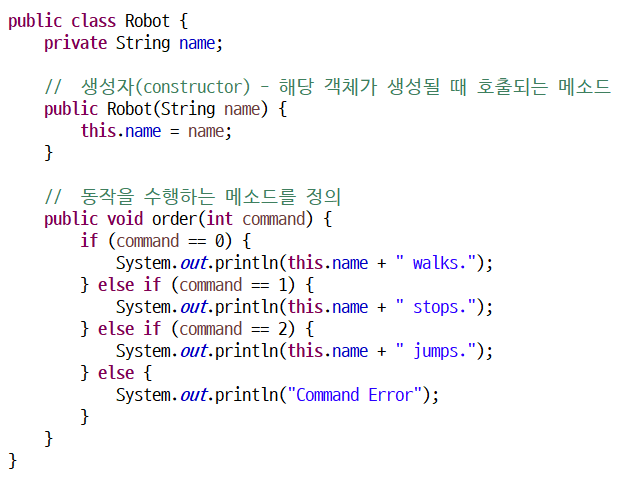 public class Robot {
    private String name;
    //  생성자(constructor) - 해당 객체가 생성될 때 호출되는 메소드
    public Robot(String name) {
        this.name = name;
    }
    //  동작을 수행하는 메소드를 정의
    public void order(int command) {
        if (command == 0) {
            System.out.println(this.name + " walks.");
        } else if (command == 1) {
            System.out.println(this.name + " stops.");
        } else if (command == 2) {
            System.out.println(this.name + " jumps.");
        } else {
            System.out.println("Command Error");
        }
    }
}